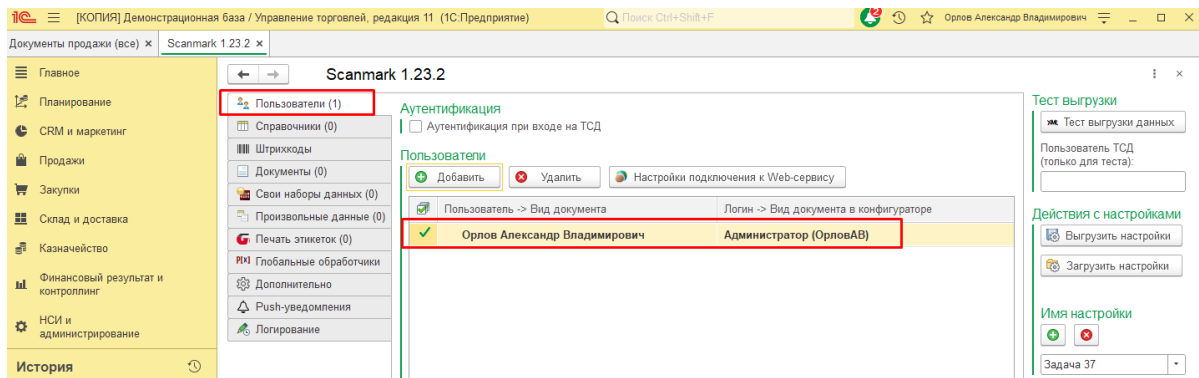 1С [КОПИЯ] Демонстрационная база / Управление торговлей, редакция 11 (1С:Предприятие) Поиск Ctrl+Shift+F 2 Орлов Александр Владимирович
Документы продажи (все) × Scanmark 1.23.2 ×
Главное
Планирование
CRM и маркетинг
Продажи
Закупки
Склад и доставка
Казначейство
Финансовый результат и
контроллинг
НСИ и
администрирование
История
Scanmark 1.23.2
Пользователи (1)
Справочники (0)
Штрихкоды
Документы (0)
Свои наборы данных (0)
Произвольные данные (0)
Печать этикеток (0)
Глобальные обработчики
Дополнительно
Push-уведомления
Логирование
Аутентификация
Аутентификация при входе на ТСД
Пользователи
Добавить Удалить Настройки подключения к Web-сервису
Пользователь -> Вид документа Логин -> Вид документа в конфигураторе
Орлов Александр Владимирович Администратор (ОрловАВ)
Тест выгрузки
XML Тест выгрузки данных
Пользователь ТСД
(только для теста):
Действия с настройками
Выгрузить настройки
Загрузить настройки
Имя настройки
Задача 37